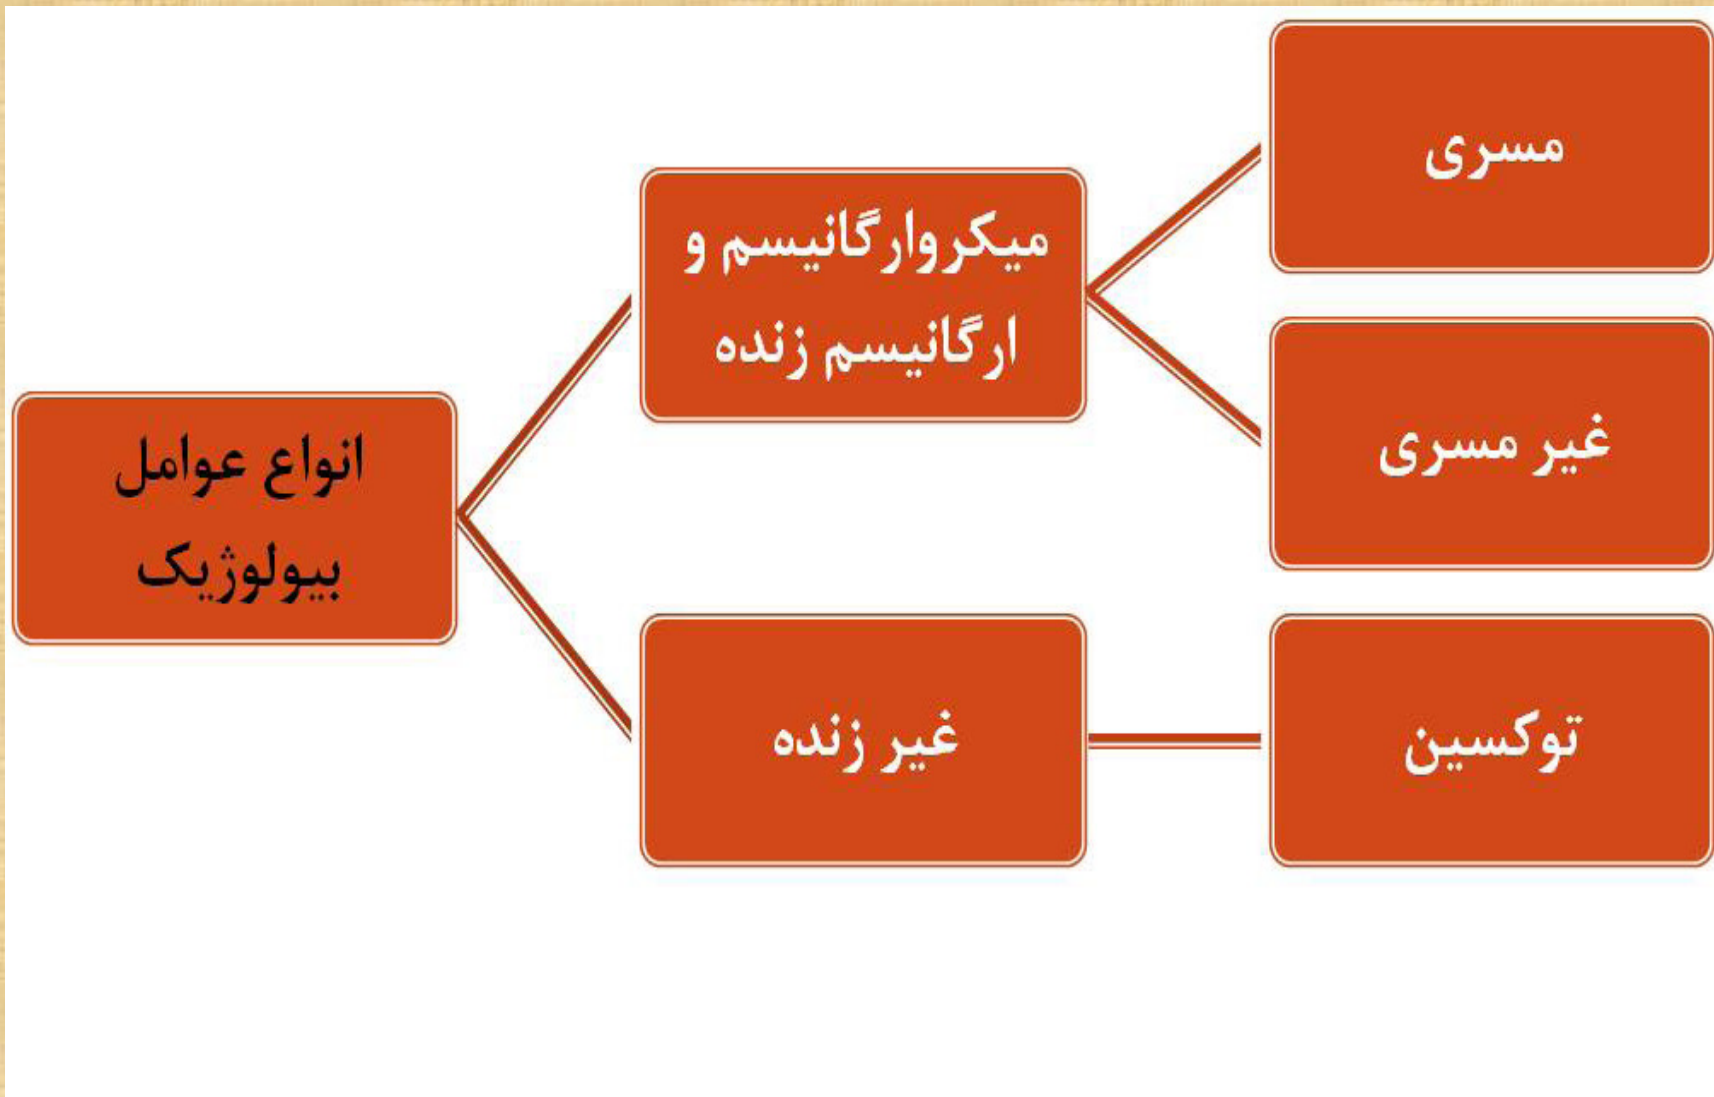 انواع عوامل
بیولوژیک
میکروارگانیسم و
ارگانیسم زنده
مسری
غیر مسری
غیر زنده
توکسین